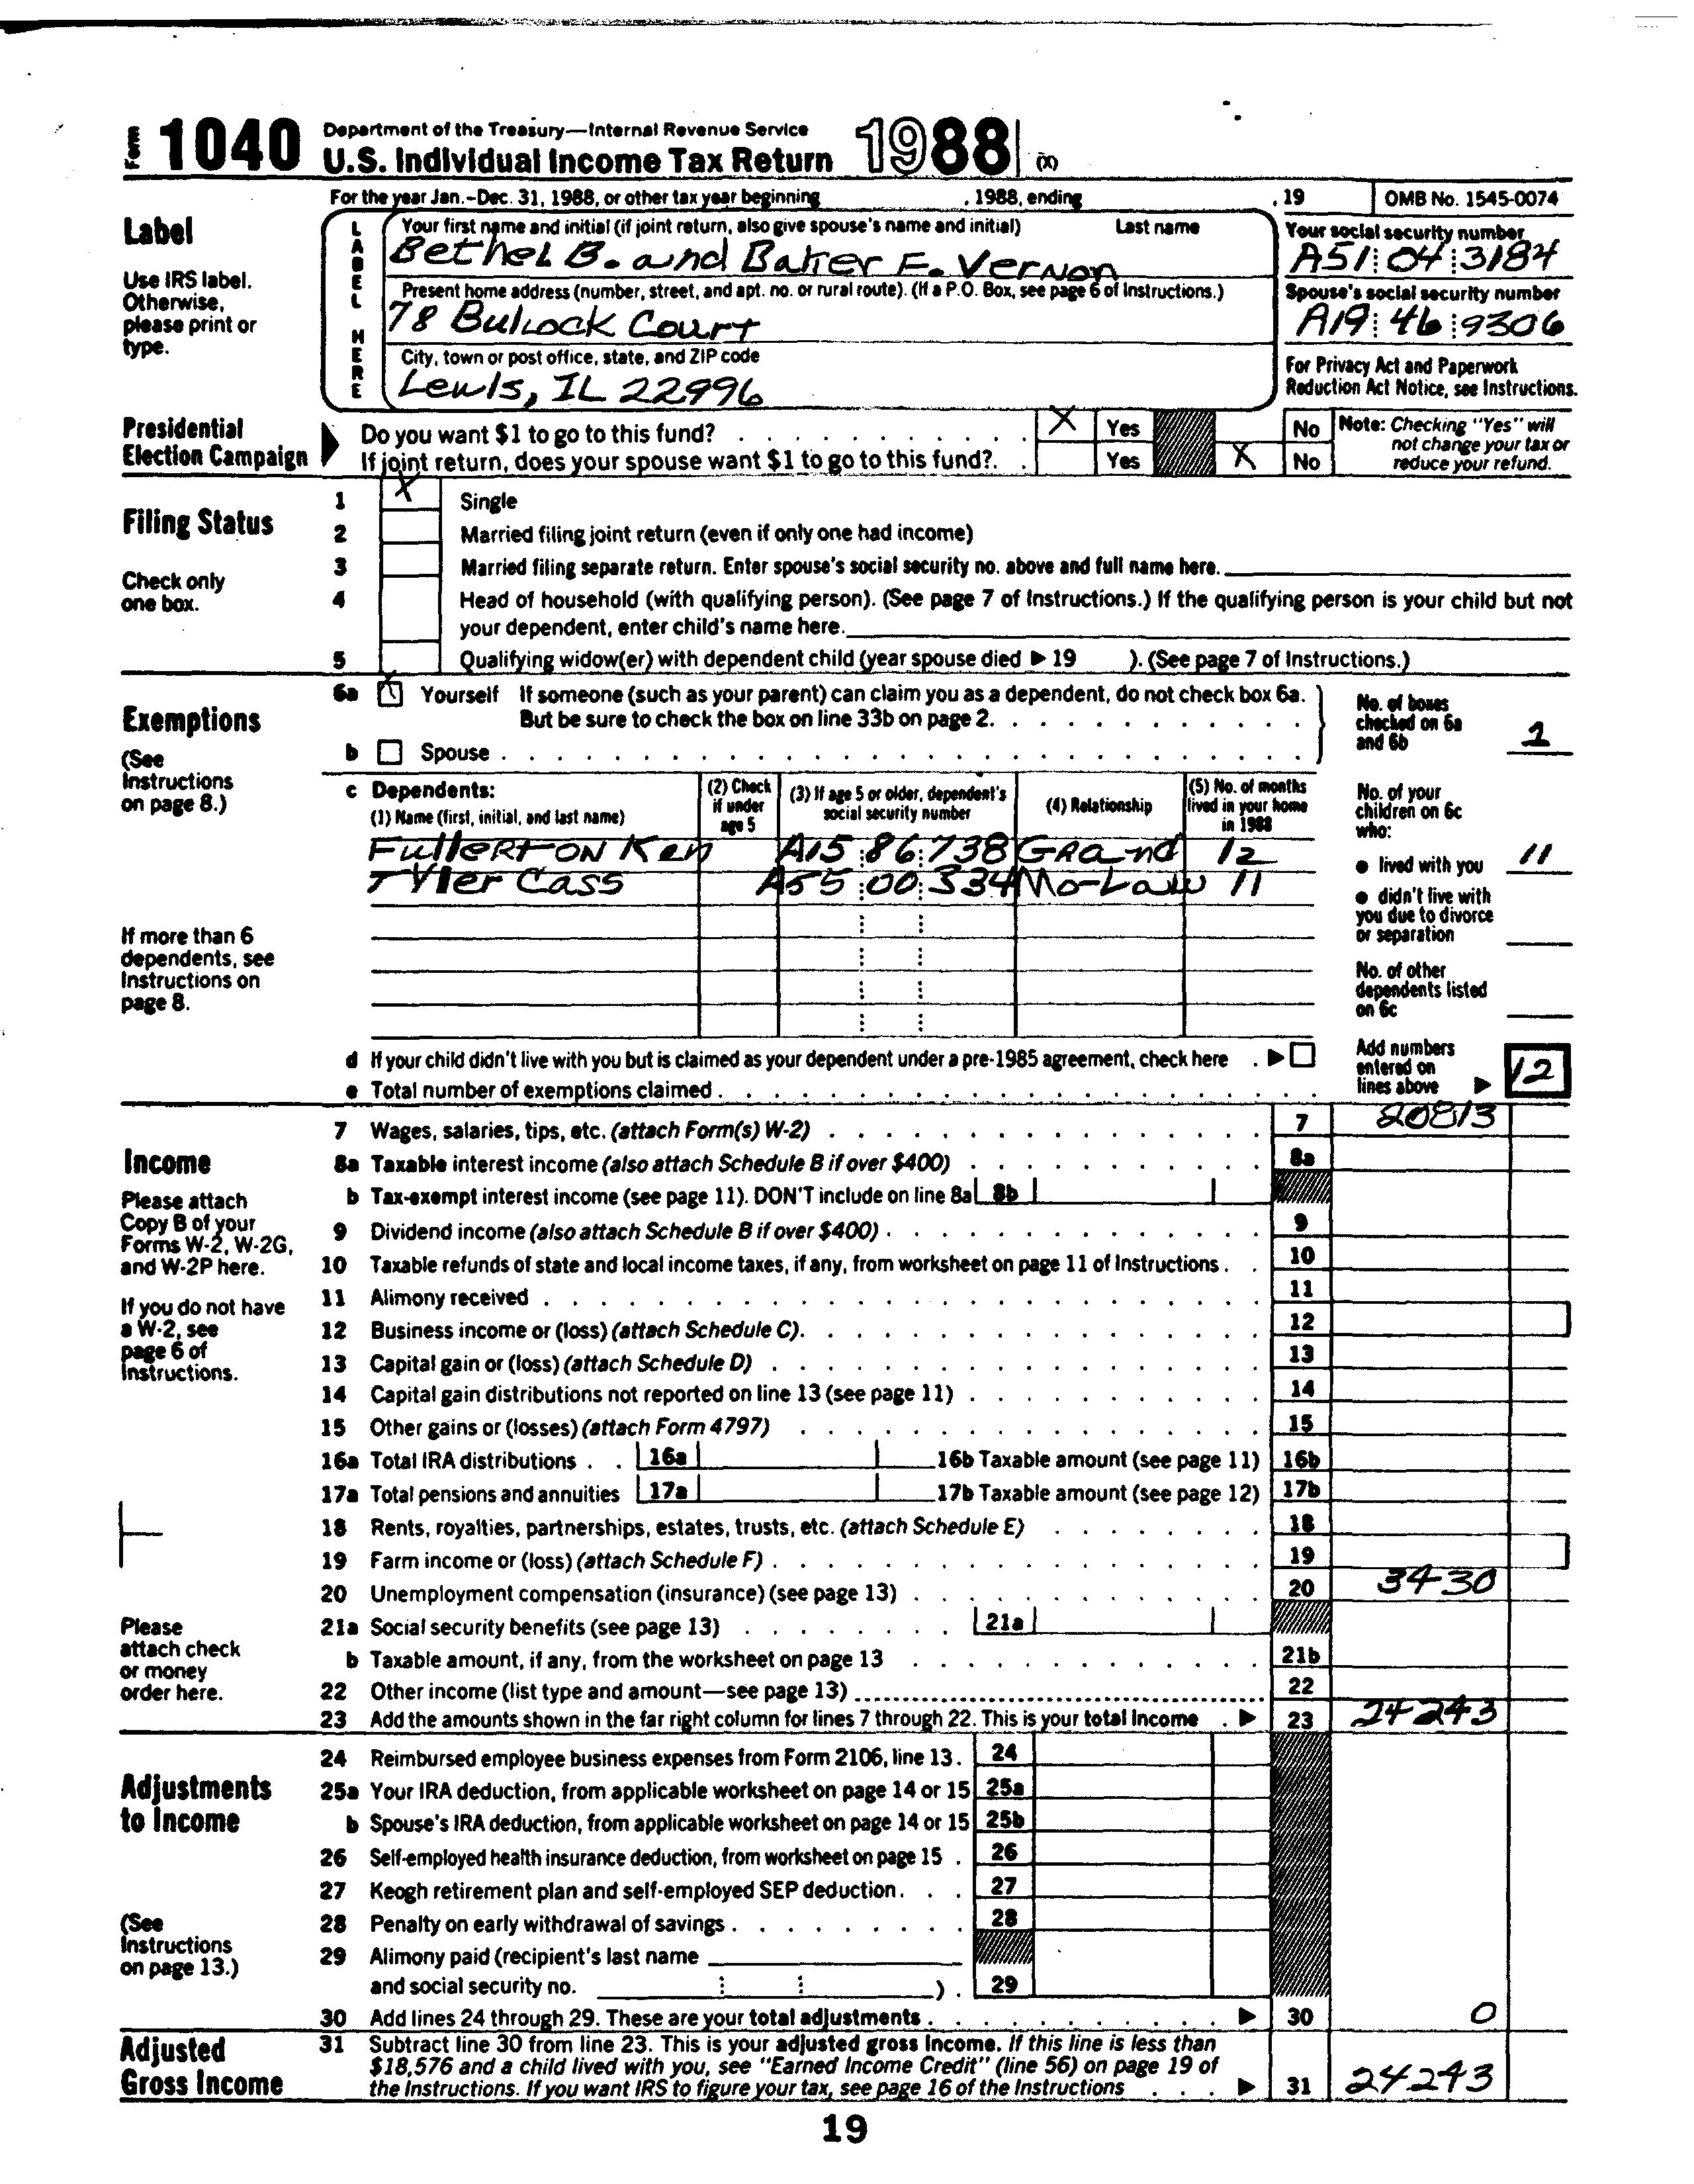 Form 1040 Department of the Treasury—Internal Revenue Service
U.S. Individual Income Tax Return 1988 (X)
For the year Jan.-Dec. 31, 1988, or other tax year beginning , 1988, ending , 19 OMB No. 1545-0074
Label
Use IRS label. Otherwise, please print or type.
LABEL HERE
Your first name and initial (if joint return, also give spouse's name and initial) Last name
Bethel B. and Baker F. Vernon
Your social security number
A51 04 3184
Present home address (number, street, and apt. no. or rural route). (If a P.O. Box, see page 6 of Instructions.)
78 Bullock Court
Spouse's social security number
A19 46 9306
City, town or post office, state, and ZIP code
Lewis, IL 22996
For Privacy Act and Paperwork
Reduction Act Notice, see Instructions.
Presidential
Election Campaign
Do you want $1 to go to this fund? X Yes No
If joint return, does your spouse want $1 to go to this fund? Yes X No
Note: Checking "Yes" will
not change your tax or
reduce your refund.
Filing Status
Check only
one box.
1 X Single
2 Married filing joint return (even if only one had income)
3 Married filing separate return. Enter spouse's social security no. above and full name here.
4 Head of household (with qualifying person). (See page 7 of Instructions.) If the qualifying person is your child but not
your dependent, enter child's name here.
5 Qualifying widow(er) with dependent child (year spouse died ▶ 19 ). (See page 7 of Instructions.)
Exemptions
(See
Instructions
on page 8.)
6a X Yourself If someone (such as your parent) can claim you as a dependent, do not check box 6a.
But be sure to check the box on line 33b on page 2.
b Spouse
No. of boxes
checked on 6a
and 6b 1
c Dependents:
(1) Name (first, initial, and last name)
(2) Check
if under
age 5
(3) If age 5 or older, dependent's
social security number
(4) Relationship
(5) No. of months
lived in your home
in 1988
Fullerton Ken A15 86 738 Grand 12
Tyler Cass A55 00 334 Mo-Law 11
No. of your
children on 6c
who:
• lived with you 11
• didn't live with
you due to divorce
or separation
No. of other
dependents listed
on 6c
If more than 6
dependents, see
Instructions on
page 8.
d If your child didn't live with you but is claimed as your dependent under a pre-1985 agreement, check here ▶
e Total number of exemptions claimed
Add numbers
entered on
lines above ▶ 12
Income
Please attach
Copy B of your
Forms W-2, W-2G,
and W-2P here.
If you do not have
a W-2, see
page 6 of
Instructions.
7 Wages, salaries, tips, etc. (attach Form(s) W-2) 7 20813
8a Taxable interest income (also attach Schedule B if over $400) 8a
b Tax-exempt interest income (see page 11). DON'T include on line 8a 8b
9 Dividend income (also attach Schedule B if over $400) 9
10 Taxable refunds of state and local income taxes, if any, from worksheet on page 11 of Instructions 10
11 Alimony received 11
12 Business income or (loss) (attach Schedule C) 12
13 Capital gain or (loss) (attach Schedule D) 13
14 Capital gain distributions not reported on line 13 (see page 11) 14
15 Other gains or (losses) (attach Form 4797) 15
16a Total IRA distributions 16a 16b Taxable amount (see page 11) 16b
17a Total pensions and annuities 17a 17b Taxable amount (see page 12) 17b
18 Rents, royalties, partnerships, estates, trusts, etc. (attach Schedule E) 18
19 Farm income or (loss) (attach Schedule F) 19
20 Unemployment compensation (insurance) (see page 13) 20 3430
21a Social security benefits (see page 13) 21a
b Taxable amount, if any, from the worksheet on page 13 21b
22 Other income (list type and amount—see page 13) 22
23 Add the amounts shown in the far right column for lines 7 through 22. This is your total income ▶ 23 24243
Please
attach check
or money
order here.
Adjustments
to Income
(See
Instructions
on page 13.)
24 Reimbursed employee business expenses from Form 2106, line 13. 24
25a Your IRA deduction, from applicable worksheet on page 14 or 15 25a
b Spouse's IRA deduction, from applicable worksheet on page 14 or 15 25b
26 Self-employed health insurance deduction, from worksheet on page 15 26
27 Keogh retirement plan and self-employed SEP deduction 27
28 Penalty on early withdrawal of savings 28
29 Alimony paid (recipient's last name
and social security no. ) 29
30 Add lines 24 through 29. These are your total adjustments ▶ 30 0
Adjusted
Gross Income
31 Subtract line 30 from line 23. This is your adjusted gross income. If this line is less than
$18,576 and a child lived with you, see "Earned Income Credit" (line 56) on page 19 of
the Instructions. If you want IRS to figure your tax, see page 16 of the Instructions ▶ 31 24243
19